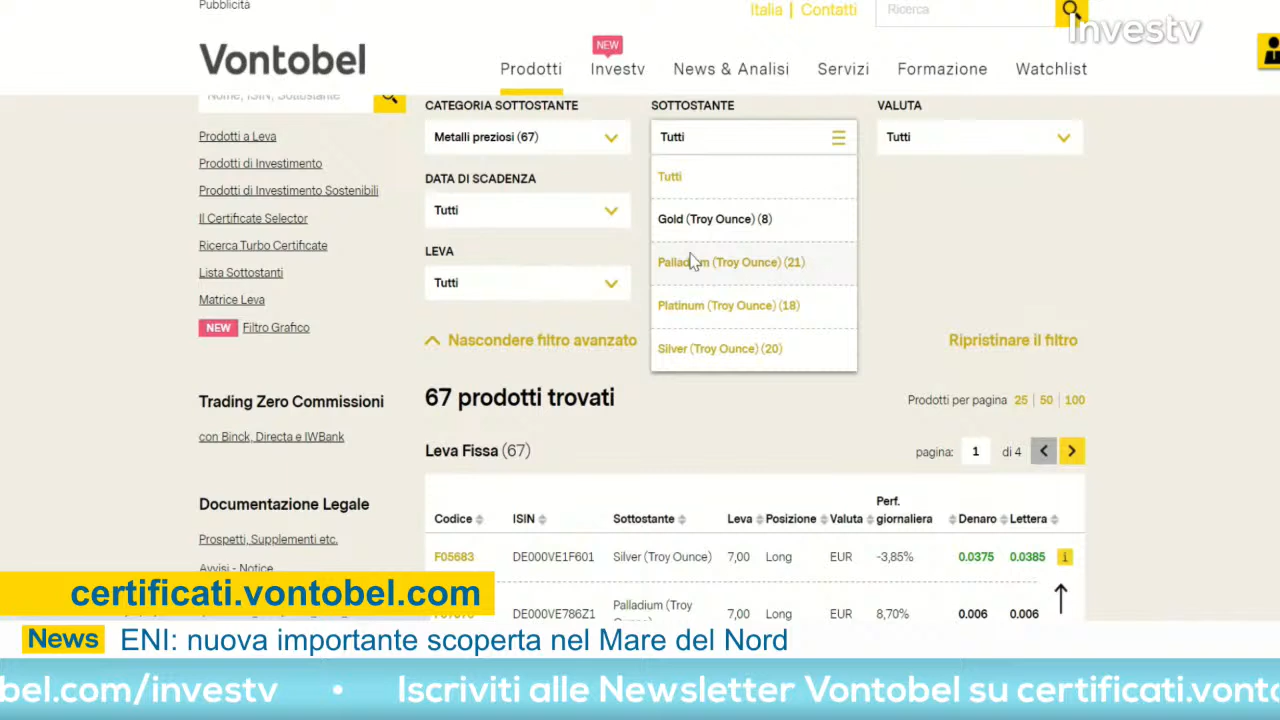 Pubblicità
Italia | Contatti
Ricerca
Investv
Vontobel
NEW
Prodotti
Investv
News & Analisi
Servizi
Formazione
Watchlist
Nome, ISIN, Sottostante
Prodotti a Leva
Prodotti di Investimento
Prodotti di Investimento Sostenibili
Il Certificate Selector
Ricerca Turbo Certificate
Lista Sottostanti
Matrice Leva
NEW Filtro Grafico
Trading Zero Commissioni
con Binck, Directa e IWBank
Documentazione Legale
Prospetti, Supplementi etc.
Avvisi - Notice
CATEGORIA SOTTOSTANTE
Metalli preziosi (67)
DATA DI SCADENZA
Tutti
LEVA
Tutti
SOTTOSTANTE
Tutti
Tutti
Gold (Troy Ounce) (8)
Palladium (Troy Ounce) (21)
Platinum (Troy Ounce) (18)
Silver (Troy Ounce) (20)
VALUTA
Tutti
Nascondere filtro avanzato
Ripristinare il filtro
67 prodotti trovati
Prodotti per pagina 25 | 50 | 100
Leva Fissa (67)
pagina: 1 di 4
Codice ISIN Sottostante Leva Posizione Valuta Perf. giornaliera Denaro Lettera
F05683 DE000VE1F601 Silver (Troy Ounce) 7,00 Long EUR -3,85% 0.0375 0.0385 i
DE000VE786Z1 Palladium (Troy 7,00 Long EUR 8,70% 0.006 0.006
certificati.vontobel.com
News ENI: nuova importante scoperta nel Mare del Nord
bel.com/investv • Iscriviti alle Newsletter Vontobel su certificati.vonto